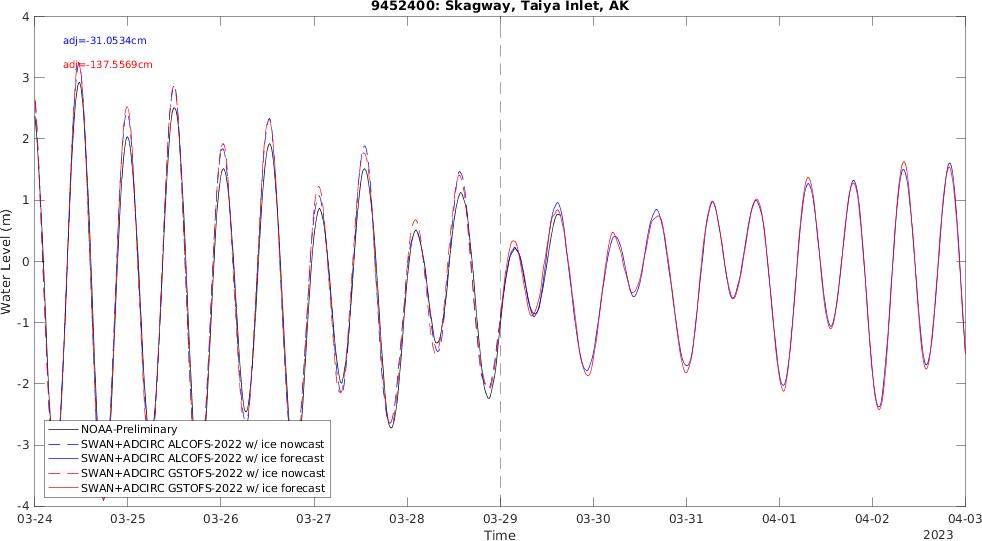 9452400: Skagway, Taiya Inlet, AK
adj=-31.0534cm
adj=-137.5569cm
Water Level (m)
4
3
2
1
0
-1
-2
-3
-4
NOAA-Preliminary
SWAN+ADCIRC ALCOFS-2022 w/ ice nowcast
SWAN+ADCIRC ALCOFS-2022 w/ ice forecast
SWAN+ADCIRC GSTOFS-2022 w/ ice nowcast
SWAN+ADCIRC GSTOFS-2022 w/ ice forecast
03-24 03-25 03-26 03-27 03-28 03-29 03-30 03-31 04-01 04-02 04-03
Time
2023